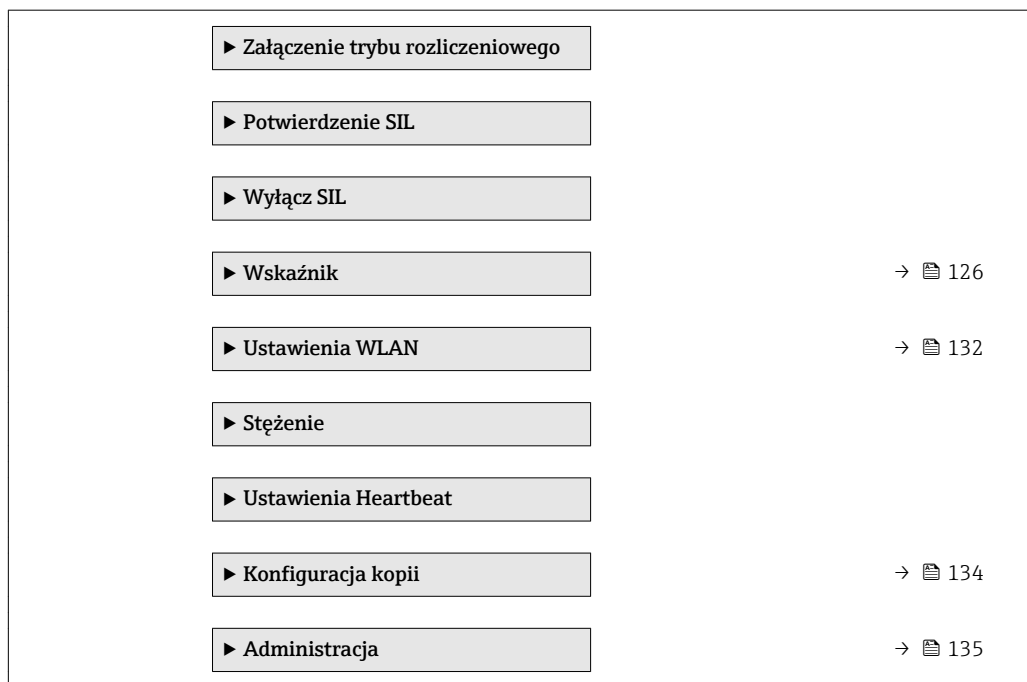 ▶ Załączenie trybu rozliczeniowego
▶ Potwierdzenie SIL
▶ Wyłącz SIL
▶ Wskaźnik → 126
▶ Ustawienia WLAN → 132
▶ Stężenie
▶ Ustawienia Heartbeat
▶ Konfiguracja kopii → 134
▶ Administracja → 135